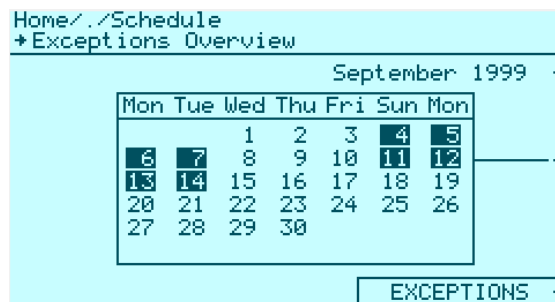 Home/./Schedule
→Exceptions Overview
September 1999
Mon Tue Wed Thu Fri Sun Mon
1 2 3 4 5
6 7 8 9 10 11 12
13 14 15 16 17 18 19
20 21 22 23 24 25 26
27 28 29 30
EXCEPTIONS